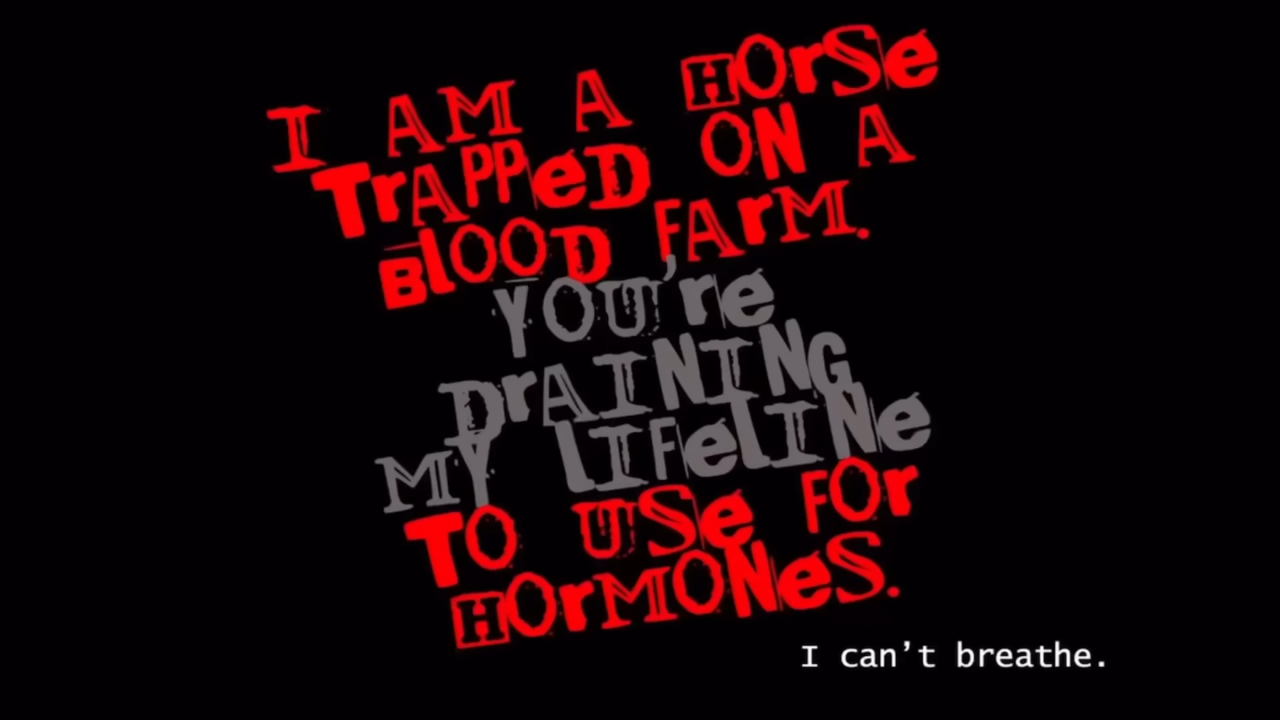 I AM A HOrSe
TrAPPeD ON A
BlOOD FArM.
YOU're
DrAINING
MY lIFelINe
TO USe FOr
HOrMONeS.
I can't breathe.